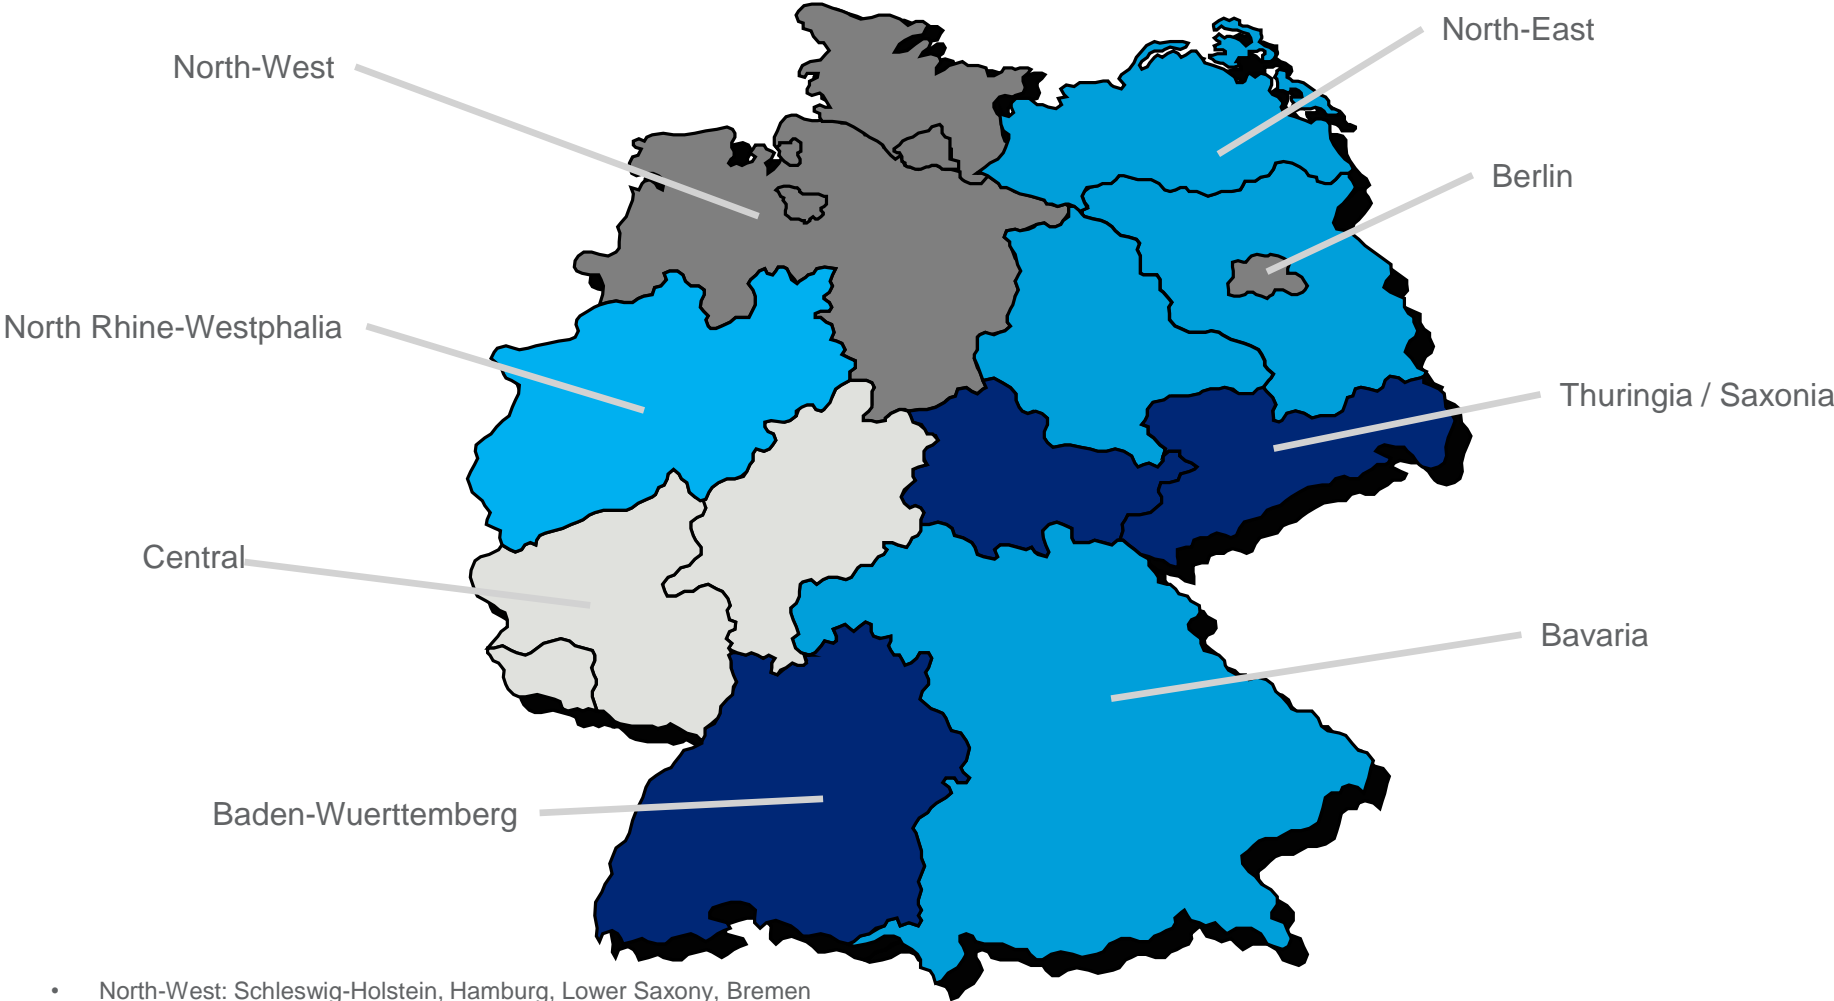 North-East
North-West
Berlin
North Rhine-Westphalia
Thuringia / Saxonia
Central
Bavaria
Baden-Wuerttemberg
• North-West: Schleswig-Holstein, Hamburg, Lower Saxony, Bremen